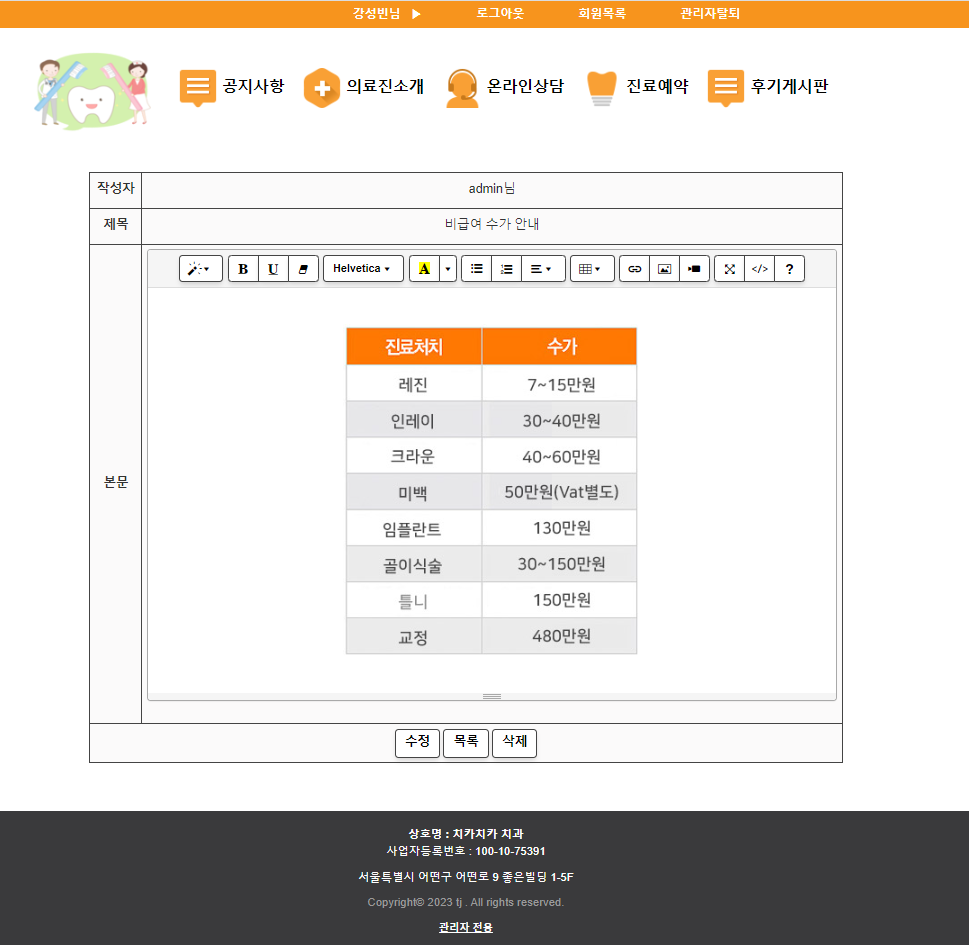 강성빈님 ▶ 로그아웃 회원목록 관리자탈퇴
공지사항 의료진소개 온라인상담 진료예약 후기게시판
작성자 admin님
제목 비급여 수가 안내
본문
B U Helvetica A </> ?
진료처치 수가
레진 7~15만원
인레이 30~40만원
크라운 40~60만원
미백 50만원(Vat별도)
임플란트 130만원
골이식술 30~150만원
틀니 150만원
교정 480만원
수정 목록 삭제
상호명 : 치카치카 치과
사업자등록번호 : 100-10-75391
서울특별시 어떤구 어떤로 9 좋은빌딩 1-5F
Copyright© 2023 tj . All rights reserved.
관리자 전용